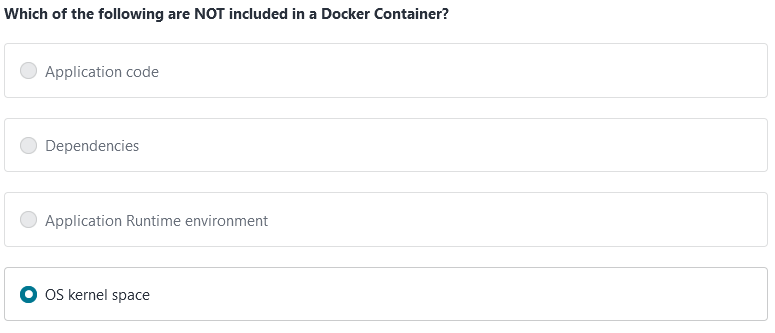 Which of the following are NOT included in a Docker Container?
Application code
Dependencies
Application Runtime environment
OS kernel space